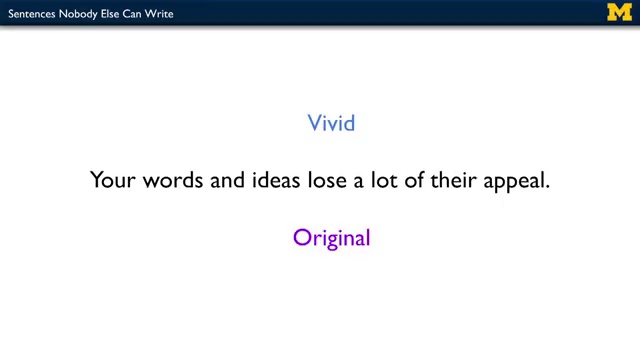 Sentences Nobody Else Can Write
M
Vivid
Your words and ideas lose a lot of their appeal.
Original